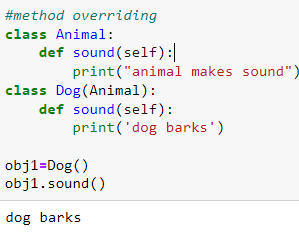 #method overriding
class Animal:
    def sound(self):
        print("animal makes sound")
class Dog(Animal):
    def sound(self):
        print('dog barks')

obj1=Dog()
obj1.sound()
dog barks